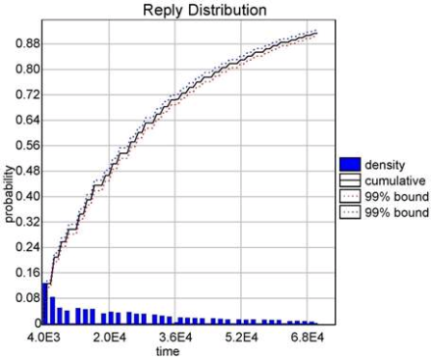 Reply Distribution
0.88
0.80
0.72
0.64
0.56
0.48
0.40
0.32
0.24
0.16
0.08
0
probability
4.0E3 2.0E4 3.6E4 5.2E4 6.8E4
time
density
cumulative
99% bound
99% bound